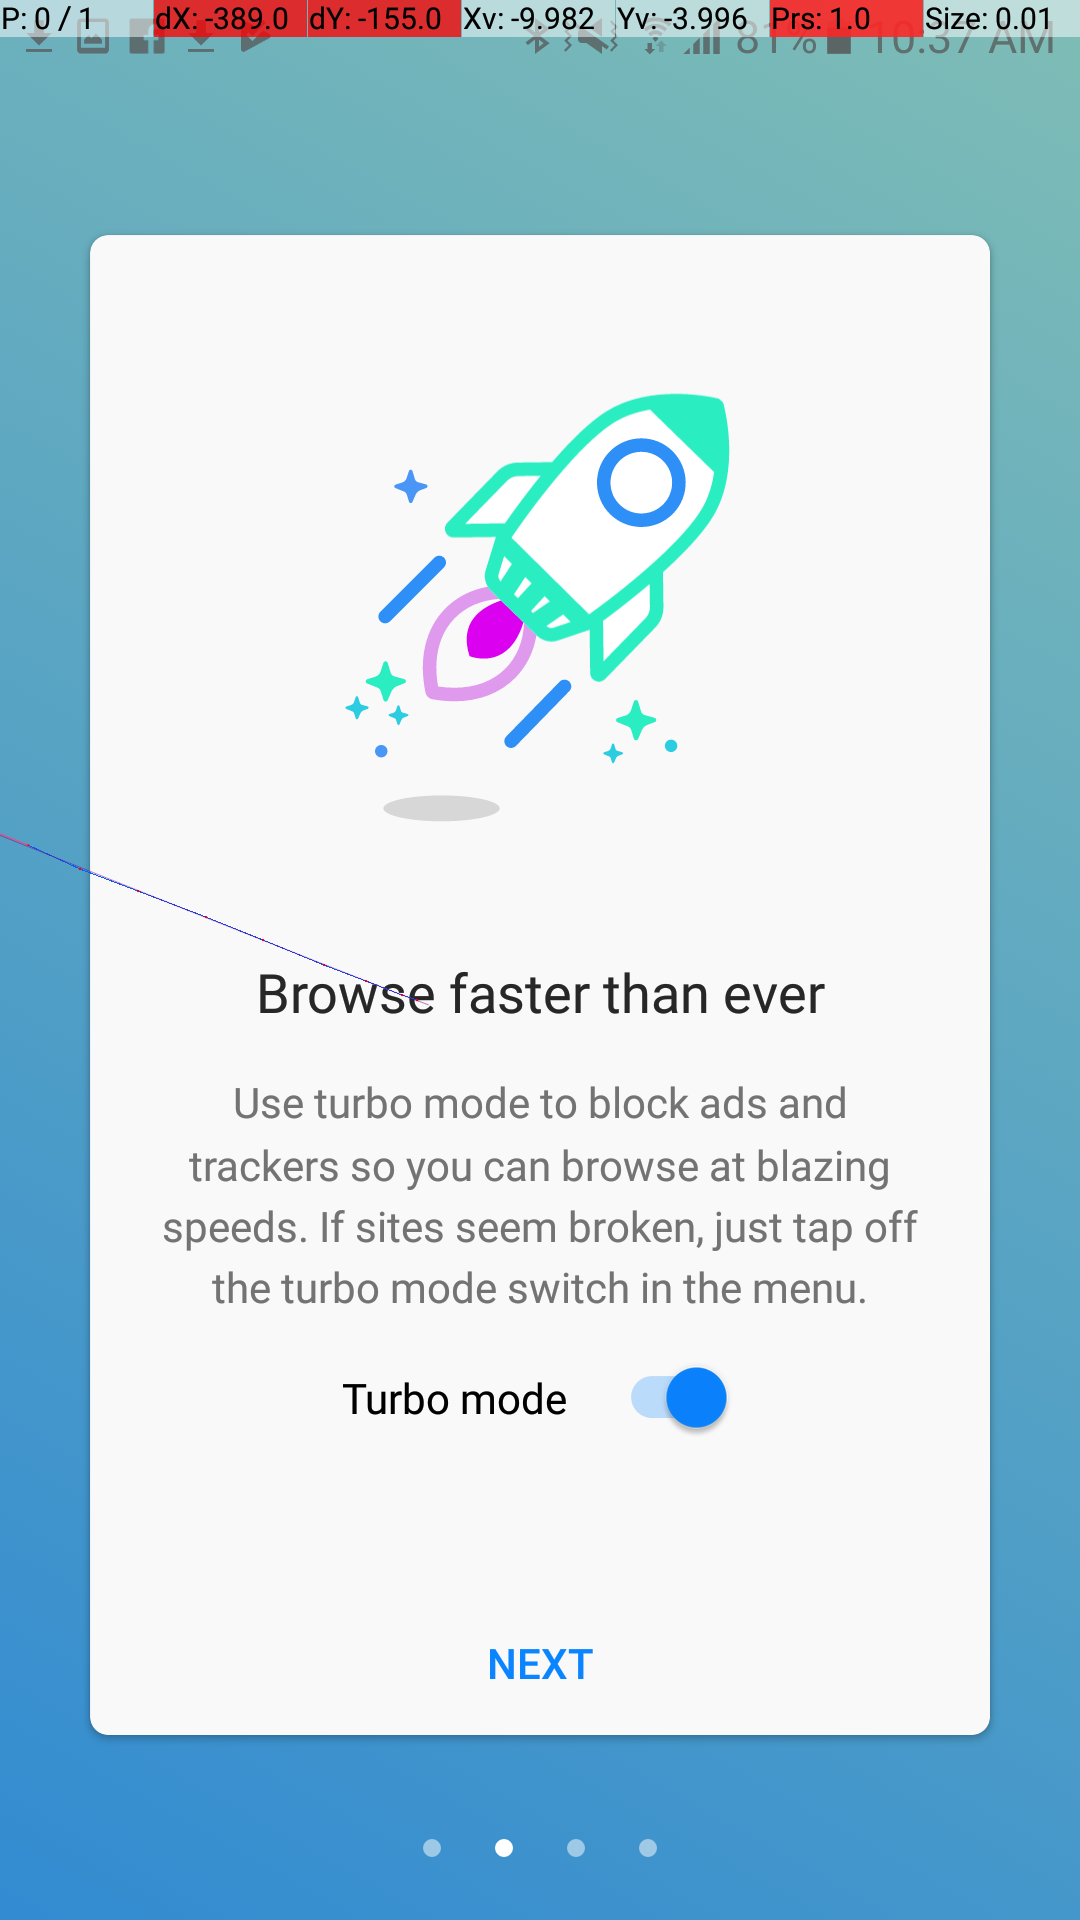 P: 0 / 1 dX: -389.0 dY: -155.0 Xv: -9.982 Yv: -3.996 Prs: 1.0 Size: 0.01
81% 10:37 AM
Browse faster than ever
Use turbo mode to block ads and
trackers so you can browse at blazing
speeds. If sites seem broken, just tap off
the turbo mode switch in the menu.
Turbo mode
NEXT